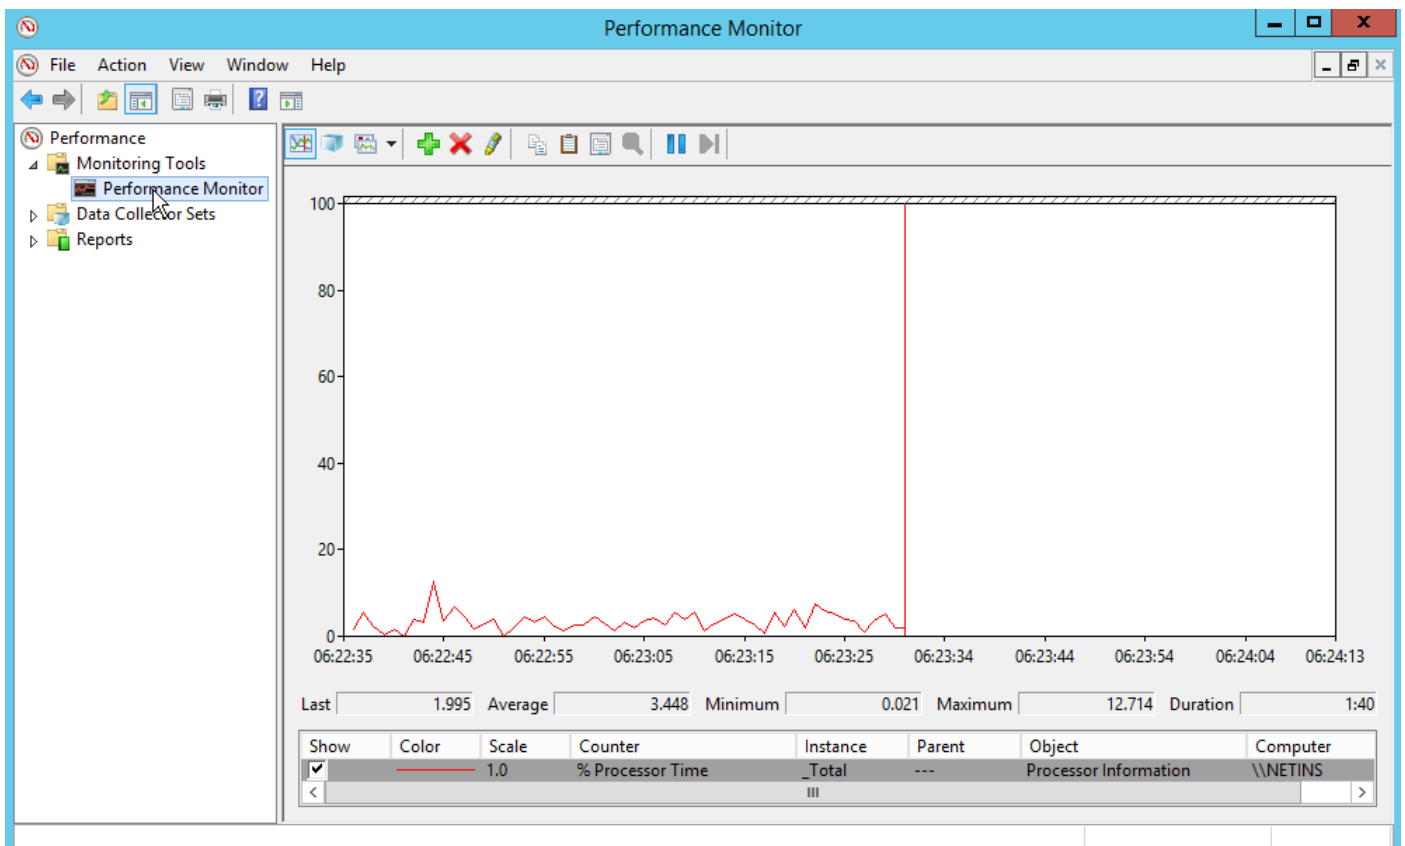 Performance Monitor
File Action View Window Help
Performance
Monitoring Tools
Performance Monitor
Data Collector Sets
Reports
100
80
60
40
20
0
06:22:35 06:22:45 06:22:55 06:23:05 06:23:15 06:23:25 06:23:34 06:23:44 06:23:54 06:24:04 06:24:13
Last 1.995 Average 3.448 Minimum 0.021 Maximum 12.714 Duration 1:40
Show Color Scale Counter Instance Parent Object Computer
1.0 % Processor Time _Total --- Processor Information \\NETINS